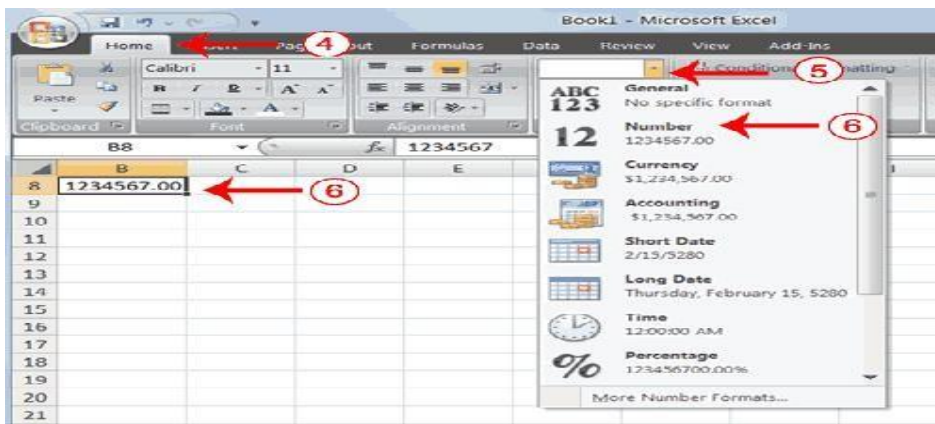 Book1 - Microsoft Excel
Home 4 Formulas Data Review View Add-Ins
Calibri 11 5
Paste B I U A A
Clipboard Font Alignment
B8 fx 1234567
B C D E
8 1234567.00 6
9
10
11
12
13
14
15
16
17
18
19
20
21
ABC 123 General
No specific format
12 Number 6
1234567.00
Currency
$1,234,567.00
Accounting
$1,234,567.00
Short Date
2/15/5280
Long Date
Thursday, February 15, 5280
Time
12:00:00 AM
% Percentage
123456700.00%
More Number Formats...